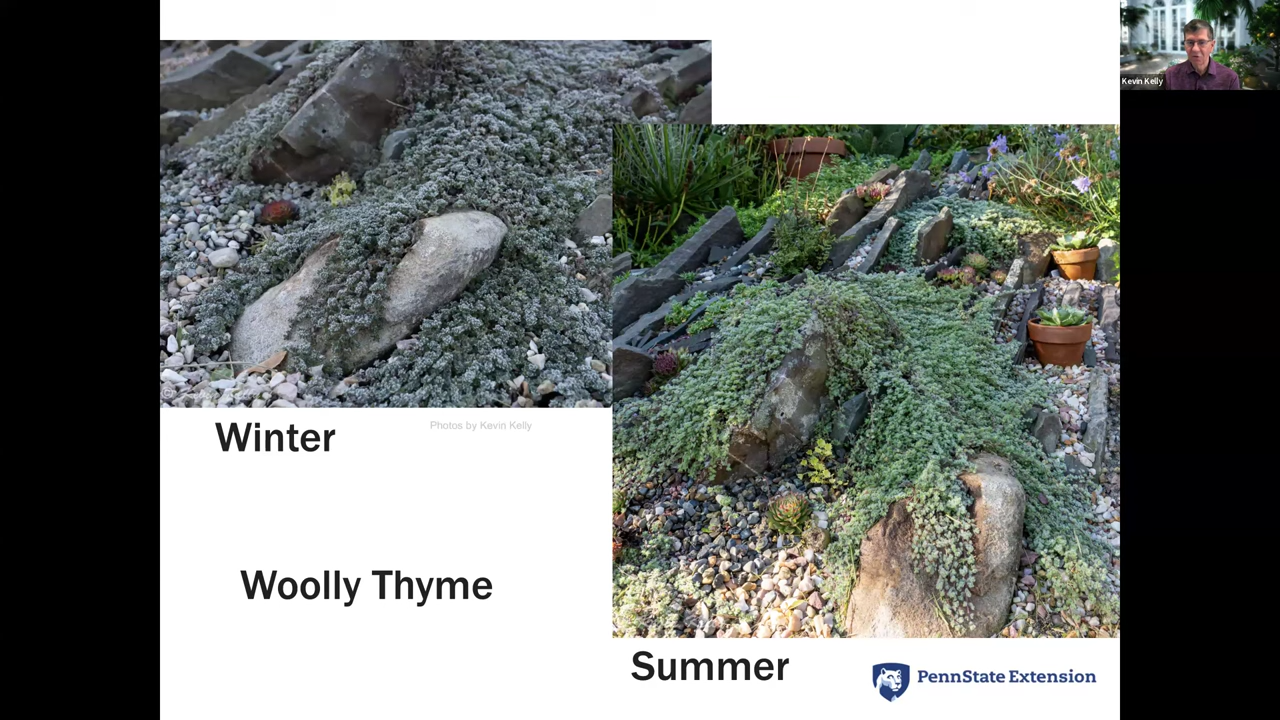 Kevin Kelly
Winter
Photos by Kevin Kelly
Woolly Thyme
Summer
PennState Extension